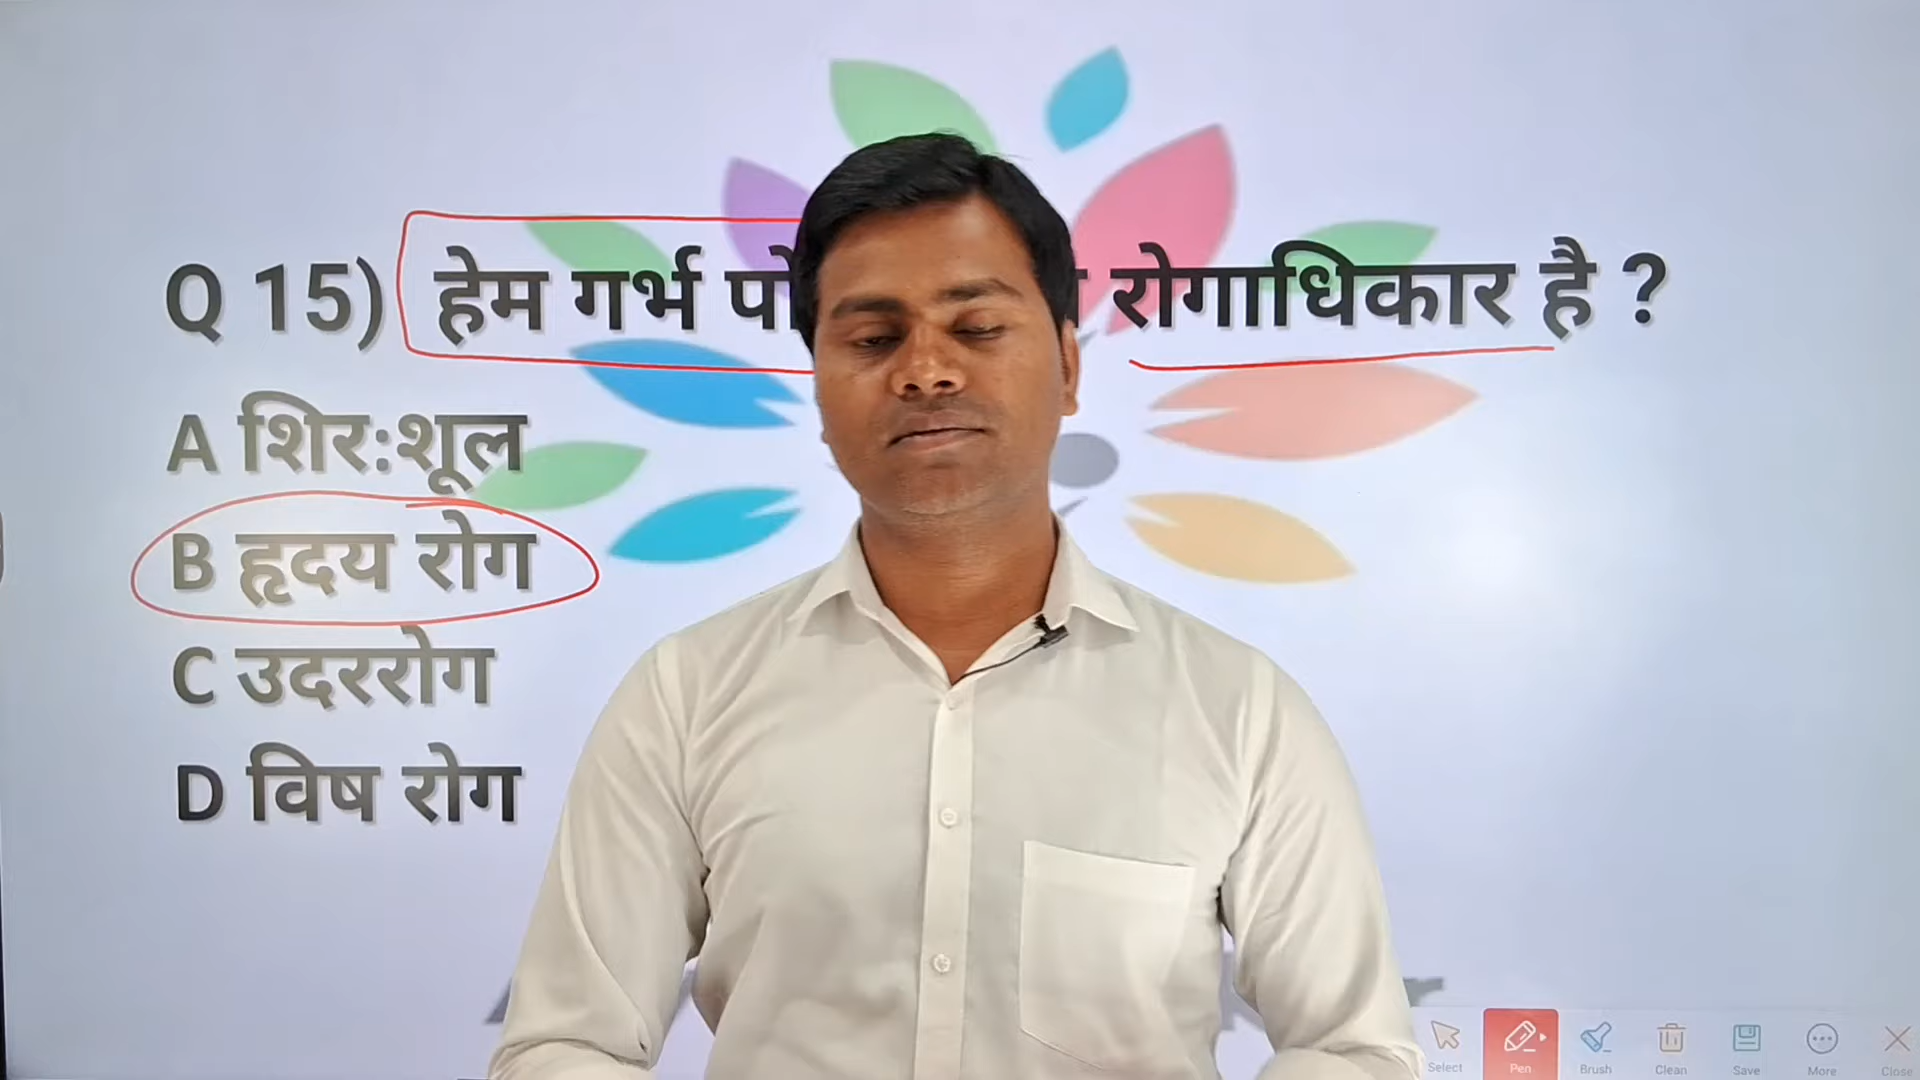 Q 15) हेम गर्भ रोगाधिकार है ?
A शिर:शूल
B हृदय रोग
C उदररोग
D विष रोग
Select Pen Brush Clean Save More Close